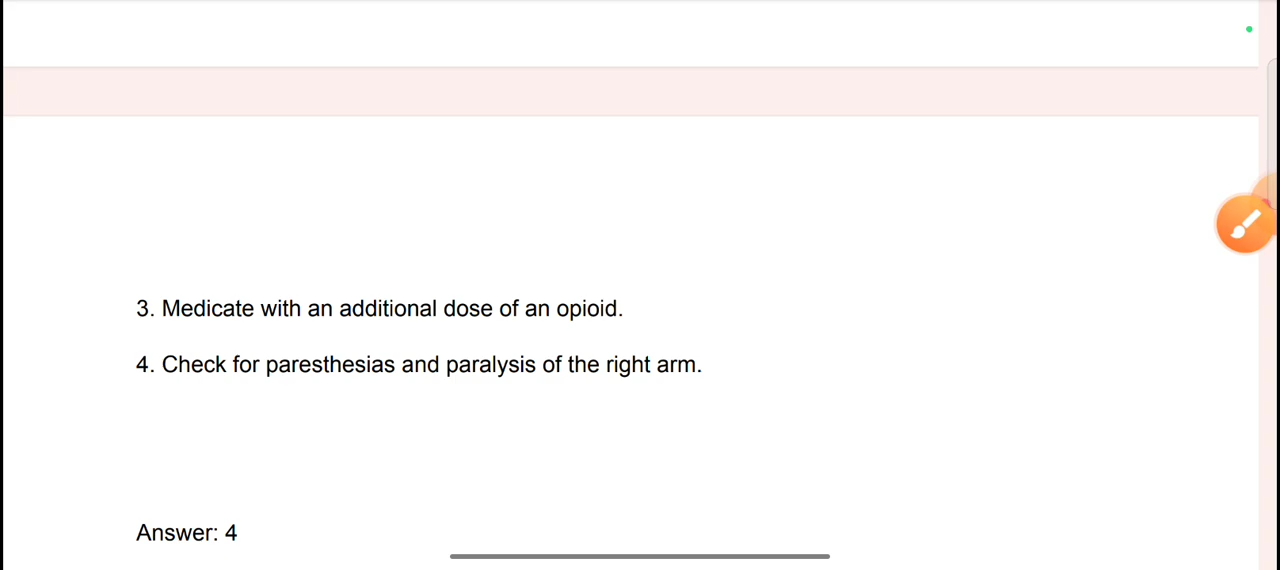 3. Medicate with an additional dose of an opioid.
4. Check for paresthesias and paralysis of the right arm.
Answer: 4